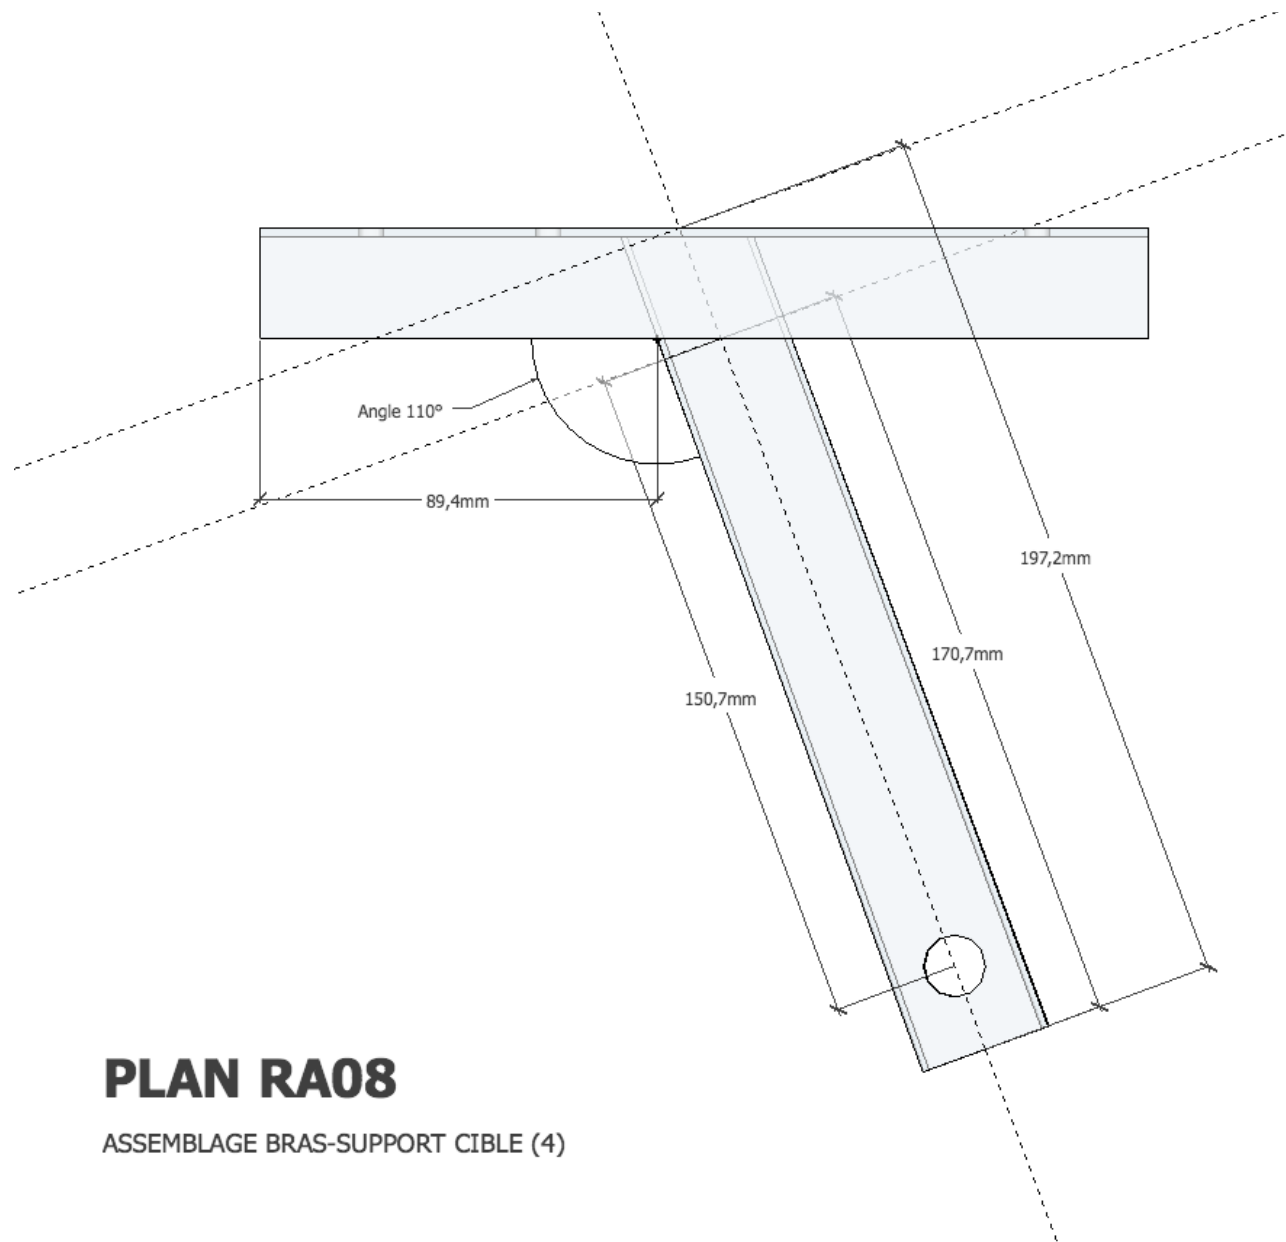 Angle 110°
89,4mm
197,2mm
170,7mm
150,7mm
PLAN RA08
ASSEMBLAGE BRAS-SUPPORT CIBLE (4)